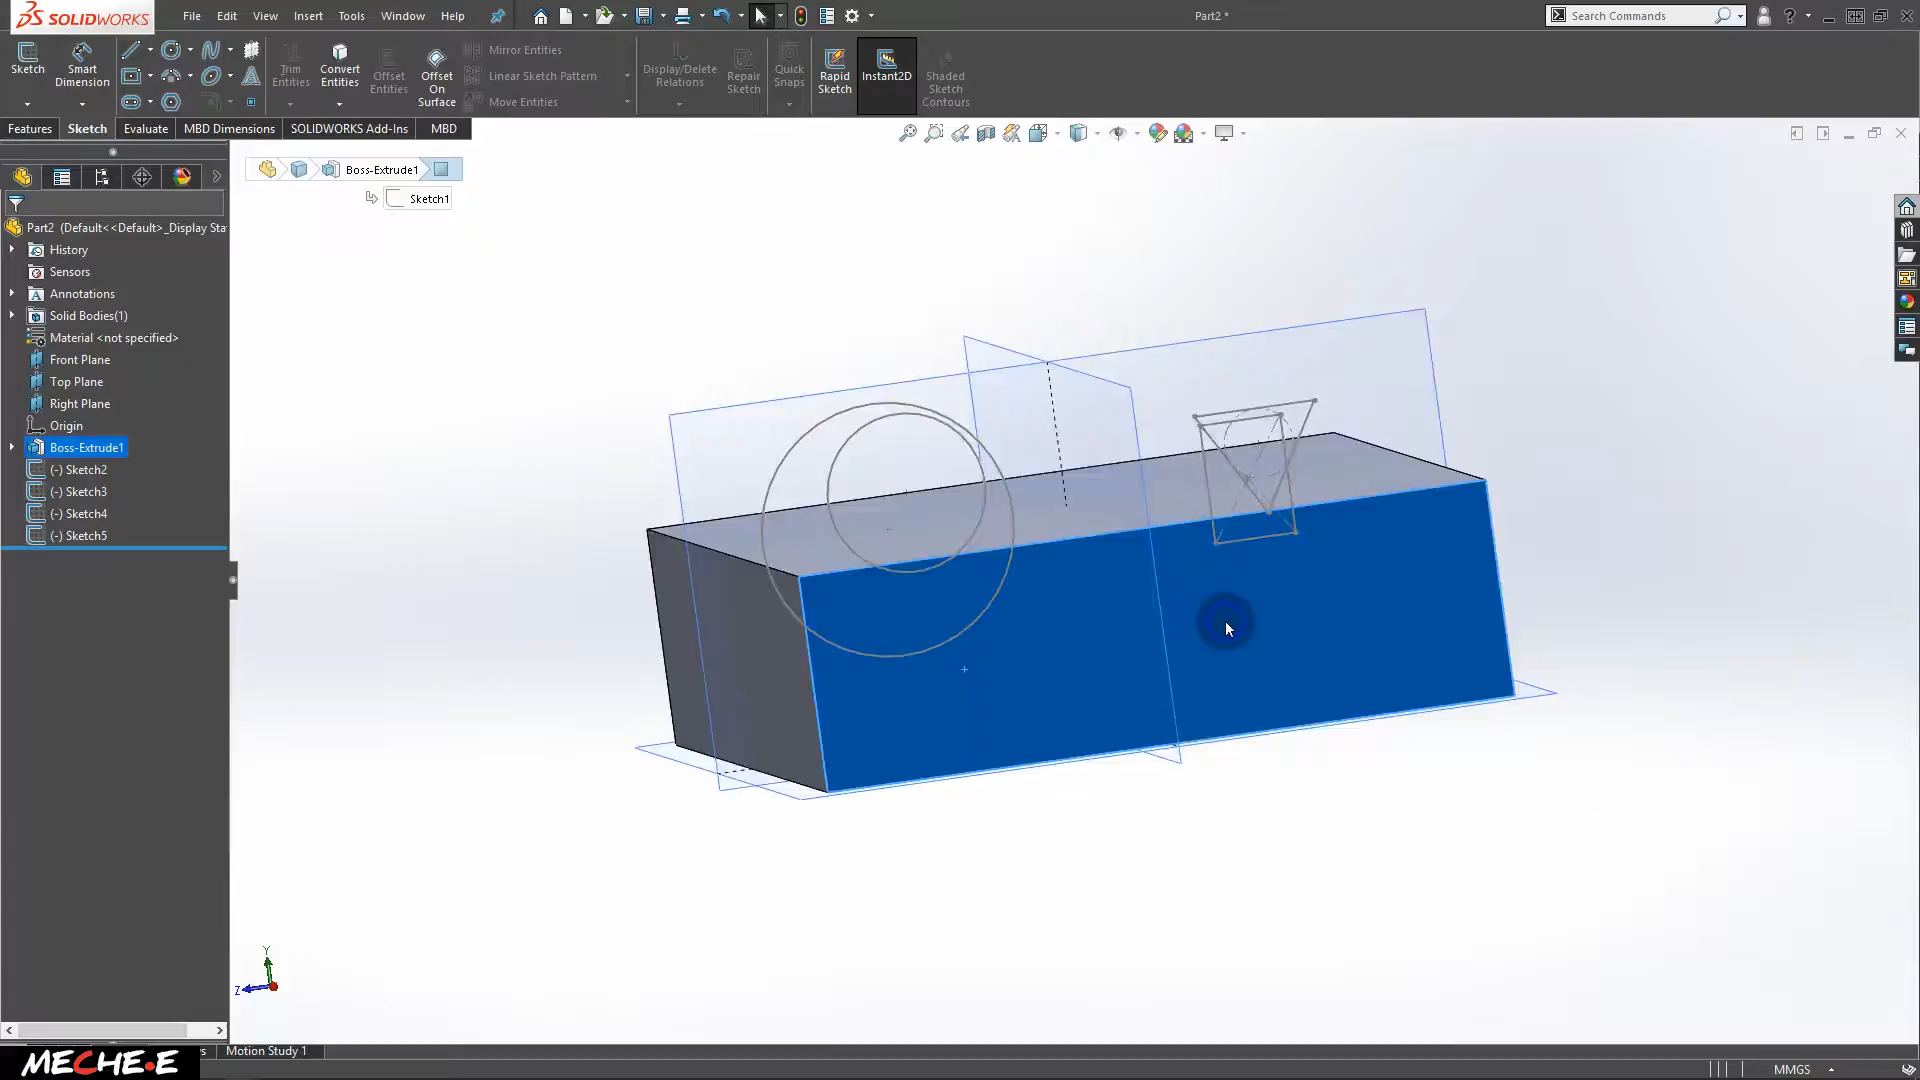 SOLIDWORKS
File Edit View Insert Tools Window Help
Part2 *
Search Commands
Sketch
Smart Dimension
Trim Entities
Convert Entities
Offset Entities
Offset On Surface
Mirror Entities
Linear Sketch Pattern
Move Entities
Display/Delete Relations
Repair Sketch
Quick Snaps
Rapid Sketch
Instant2D
Shaded Sketch Contours
Features Sketch Evaluate MBD Dimensions SOLIDWORKS Add-Ins MBD
Boss-Extrude1
Sketch1
Part2 (Default<<Default>_Display Sta
History
Sensors
Annotations
Solid Bodies(1)
Material <not specified>
Front Plane
Top Plane
Right Plane
Origin
Boss-Extrude1
(-) Sketch2
(-) Sketch3
(-) Sketch4
(-) Sketch5
Y
Z
s Motion Study 1
MECHE.E
MMGS